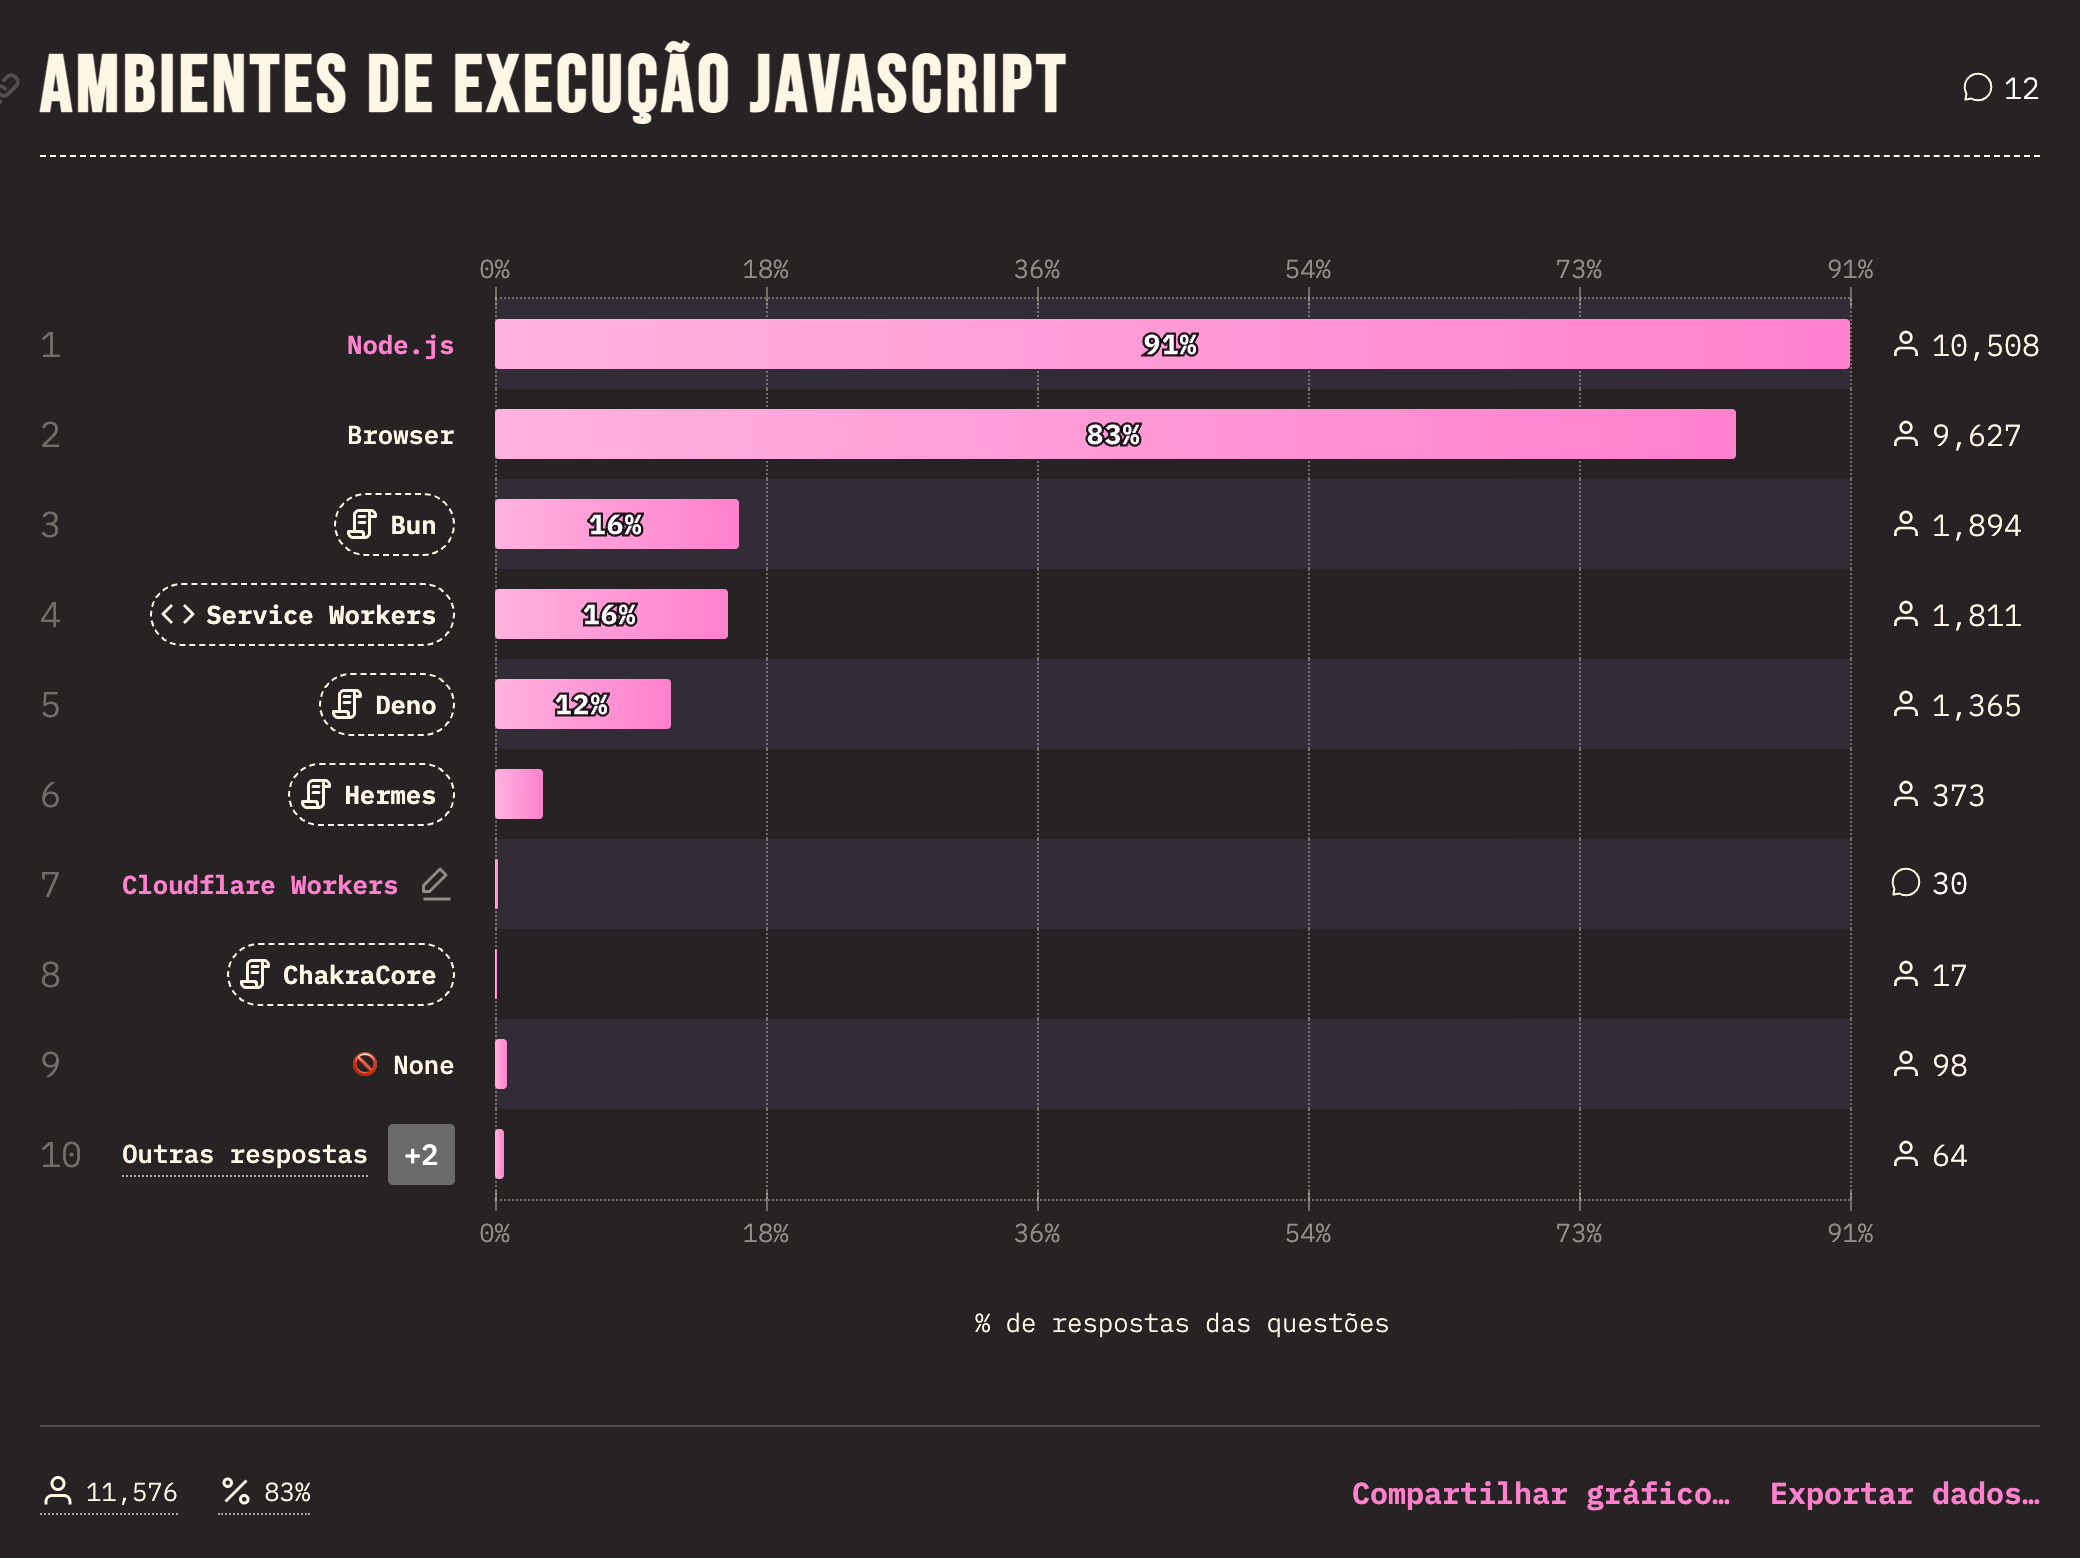 AMBIENTES DE EXECUÇÃO JAVASCRIPT
12
0% 18% 36% 54% 73% 91%
1 Node.js 91% 10,508
2 Browser 83% 9,627
3 Bun 16% 1,894
4 Service Workers 16% 1,811
5 Deno 12% 1,365
6 Hermes 373
7 Cloudflare Workers 30
8 ChakraCore 17
9 None 98
10 Outras respostas +2 64
0% 18% 36% 54% 73% 91%
% de respostas das questões
11,576 83% Compartilhar gráfico… Exportar dados…